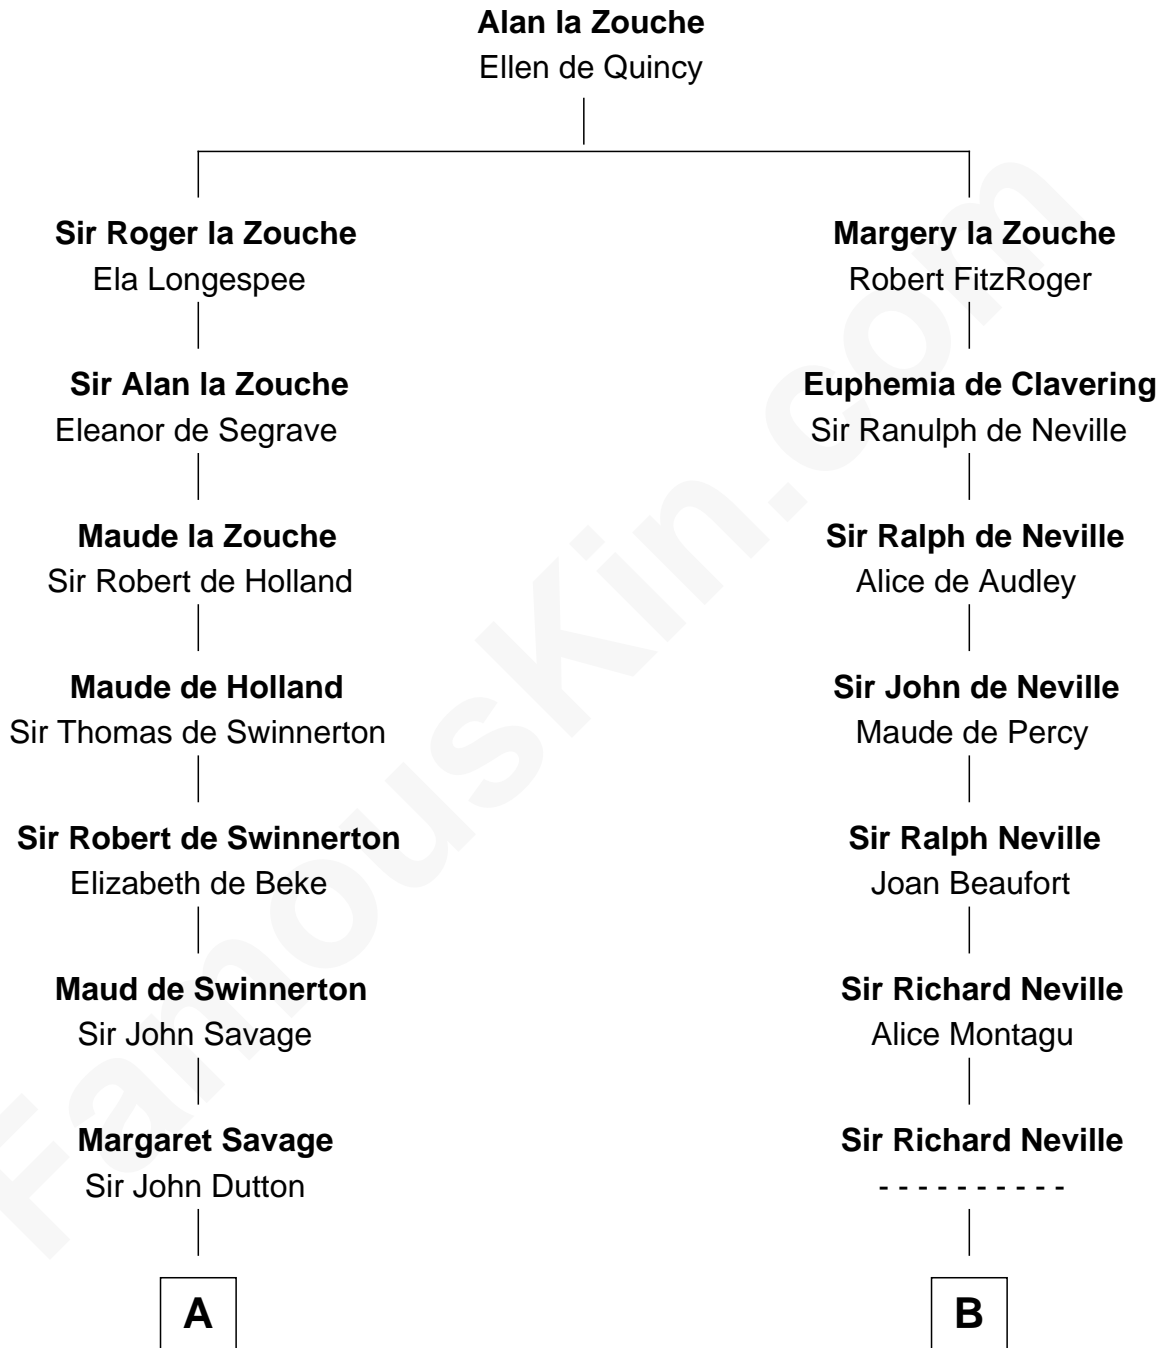 Alan la Zouche
Ellen de Quincy
Sir Roger la Zouche
Ela Longespee
Sir Alan la Zouche
Eleanor de Segrave
Maude la Zouche
Sir Robert de Holland
Maude de Holland
Sir Thomas de Swinnerton
Sir Robert de Swinnerton
Elizabeth de Beke
Maud de Swinnerton
Sir John Savage
Margaret Savage
Sir John Dutton
A
Margery la Zouche
Robert FitzRoger
Euphemia de Clavering
Sir Ranulph de Neville
Sir Ralph de Neville
Alice de Audley
Sir John de Neville
Maude de Percy
Sir Ralph Neville
Joan Beaufort
Sir Richard Neville
Alice Montagu
Sir Richard Neville
- - - - - - - - - -
B
FamousKin.com